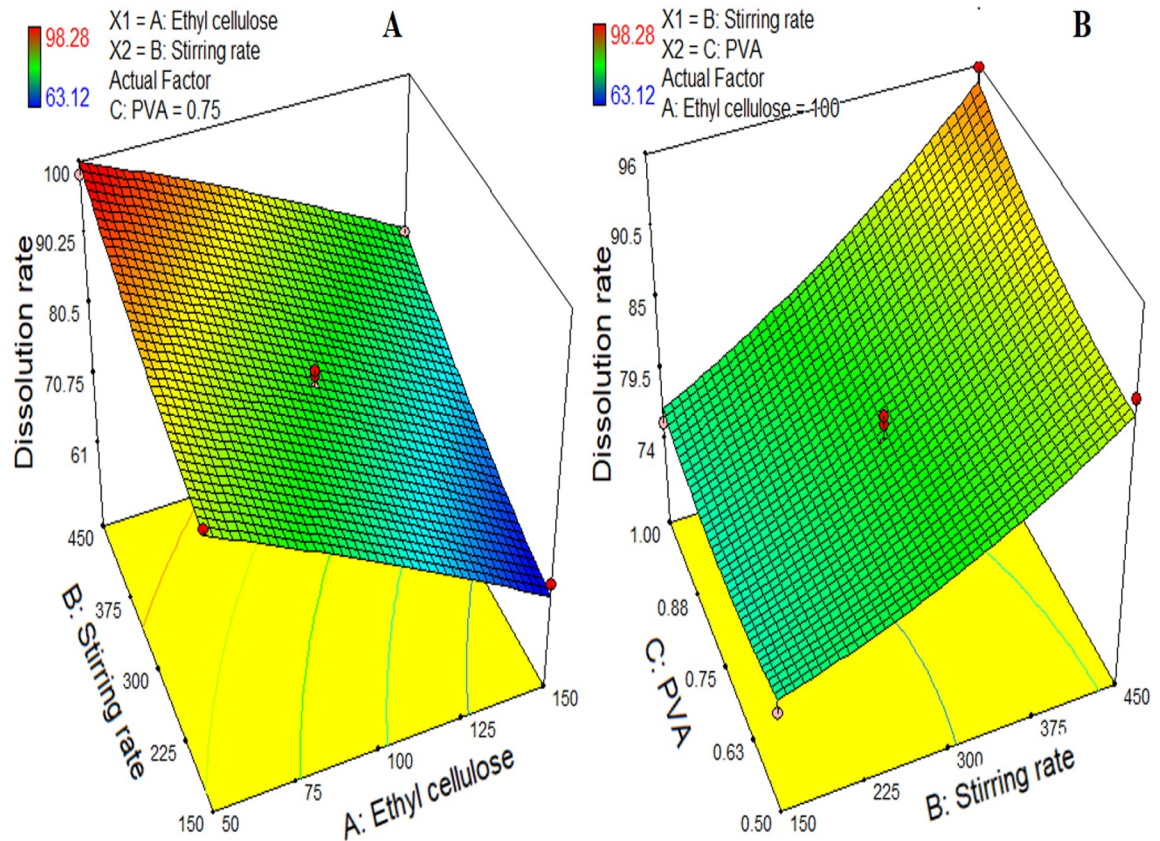 A
X1 = A: Ethyl cellulose
X2 = B: Stirring rate
Actual Factor
C: PVA = 0.75
98.28
63.12
Dissolution rate
100
90.25
80.5
70.75
61
450
375
300
225
150
B: Stirring rate
50
75
100
125
150
A: Ethyl cellulose
B
X1 = B: Stirring rate
X2 = C: PVA
Actual Factor
A: Ethyl cellulose = 100
98.28
63.12
Dissolution rate
96
90.5
85
79.5
74
1.00
0.88
0.75
0.63
0.50
C: PVA
150
225
300
375
450
B: Stirring rate